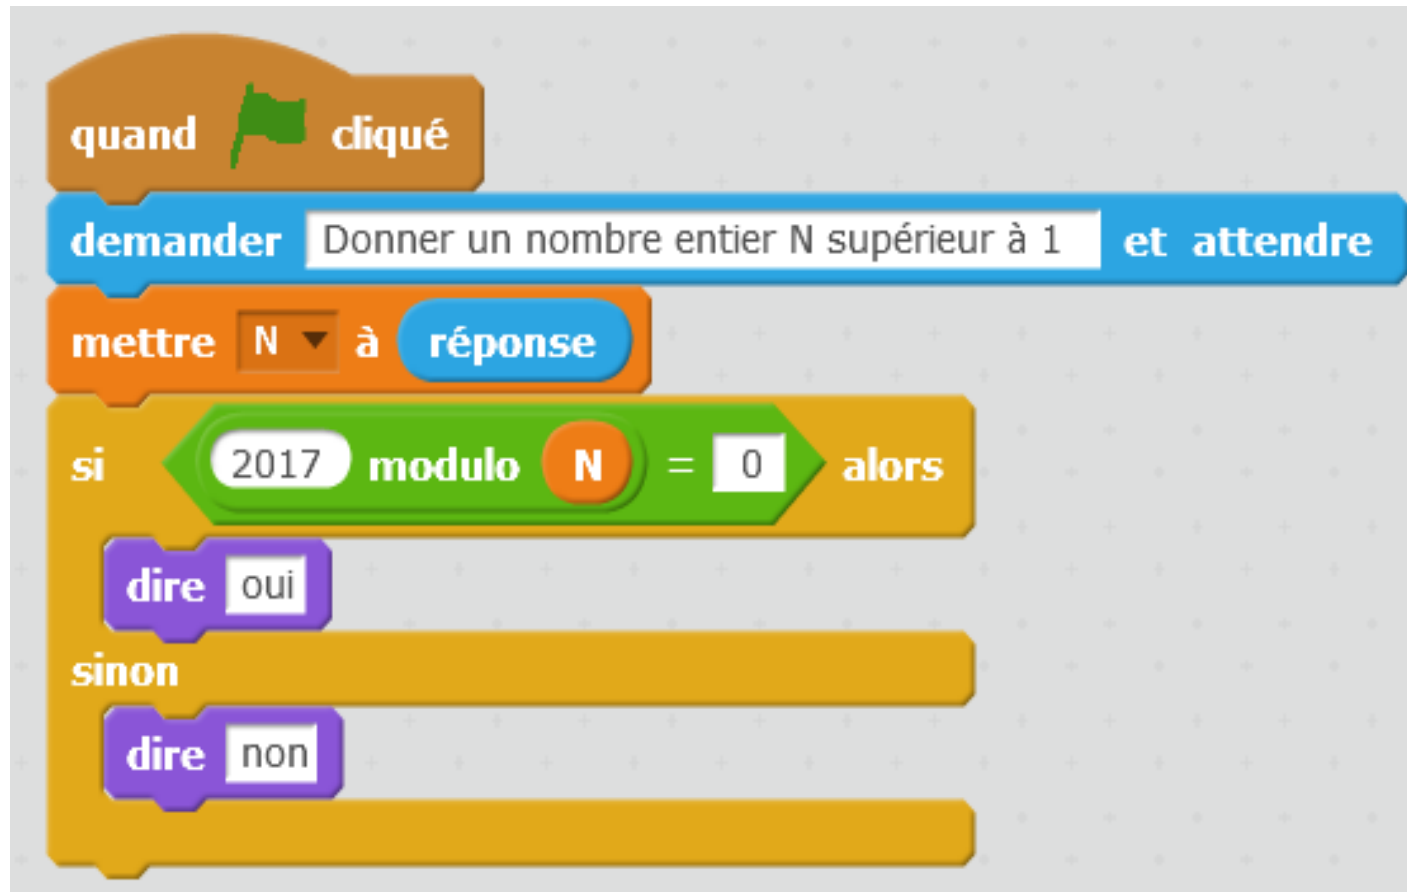 quand cliqué
demander Donner un nombre entier N supérieur à 1 et attendre
mettre N à réponse
si 2017 modulo N = 0 alors
dire oui
sinon
dire non